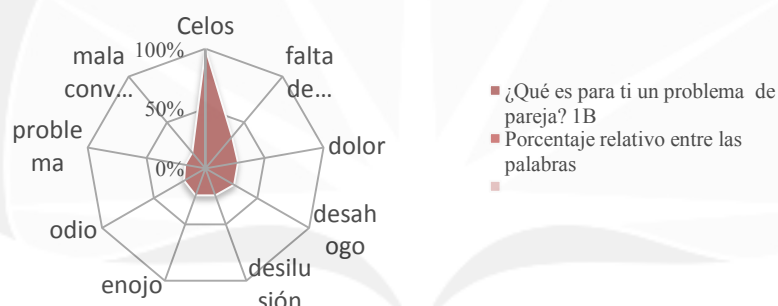 Celos
100%
mala
conv...
falta
de...
50%
proble
ma
0%
dolor
desah
ogo
odio
enojo
desilu
sión
¿Qué es para ti un problema de
pareja? 1B
Porcentaje relativo entre las
palabras